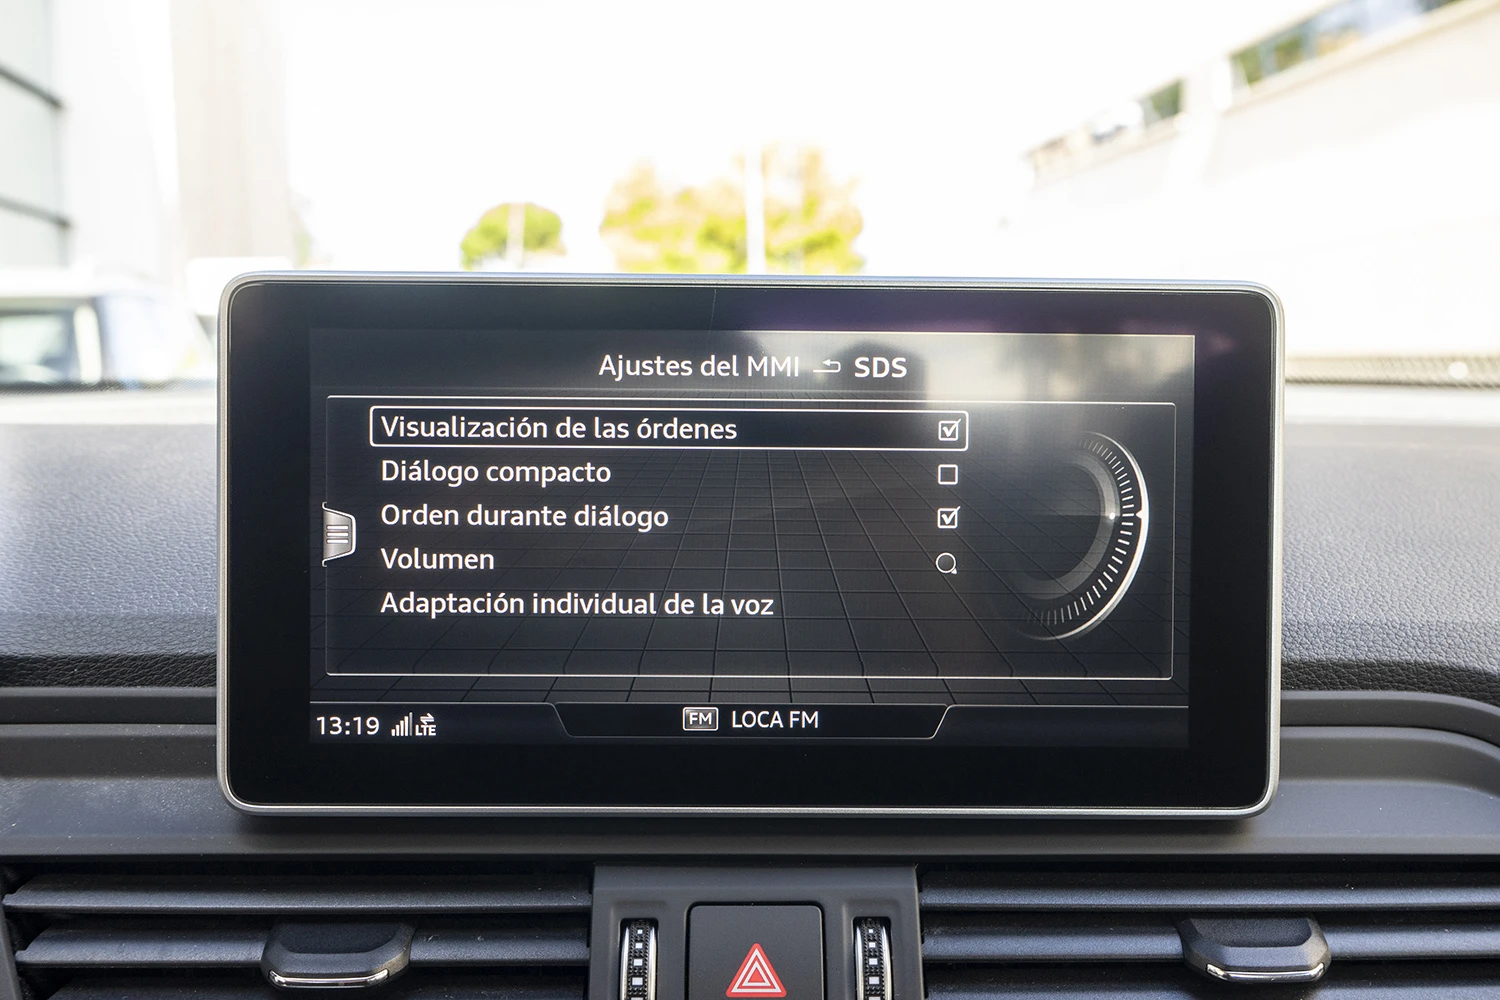 Ajustes del MMI SDS
Visualización de las órdenes
Diálogo compacto
Orden durante diálogo
Volumen
Adaptación individual de la voz
13:19 LTE FM LOCA FM